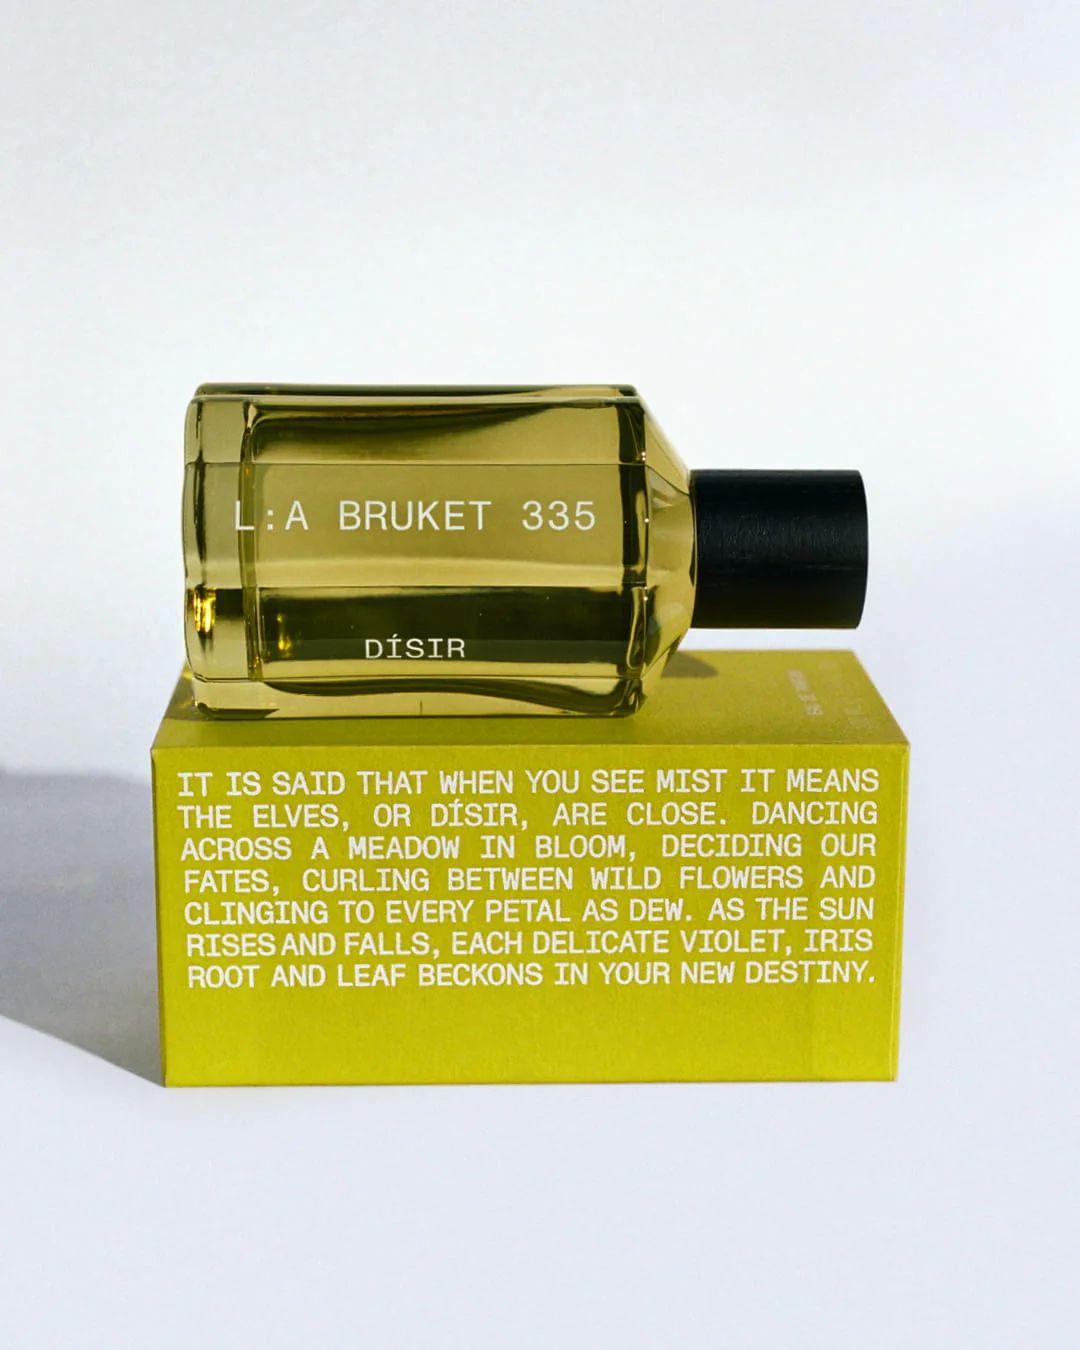 L:A BRUKET 335
DÍSIR
IT IS SAID THAT WHEN YOU SEE MIST IT MEANS
THE ELVES, OR DÍSIR, ARE CLOSE. DANCING
ACROSS A MEADOW IN BLOOM, DECIDING OUR
FATES, CURLING BETWEEN WILD FLOWERS AND
CLINGING TO EVERY PETAL AS DEW. AS THE SUN
RISES AND FALLS, EACH DELICATE VIOLET, IRIS
ROOT AND LEAF BECKONS IN YOUR NEW DESTINY.